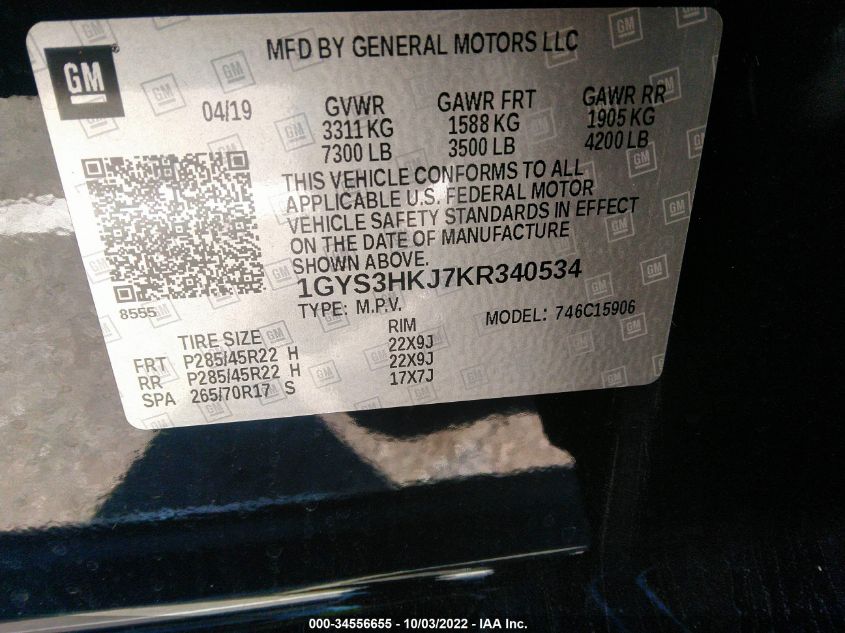 MFD BY GENERAL MOTORS LLC
GM
04/19 GVWR GAWR FRT GAWR RR
3311 KG 1588 KG 1905 KG
7300 LB 3500 LB 4200 LB
THIS VEHICLE CONFORMS TO ALL
APPLICABLE U.S. FEDERAL MOTOR
VEHICLE SAFETY STANDARDS IN EFFECT
ON THE DATE OF MANUFACTURE
SHOWN ABOVE.
1GYS3HKJ7KR340534
8555 TYPE: M.P.V. MODEL: 746C15906
TIRE SIZE RIM
FRT P285/45R22 H 22X9J
RR P285/45R22 H 22X9J
SPA 265/70R17 S 17X7J
000-34556655 - 10/03/2022 - IAA Inc.